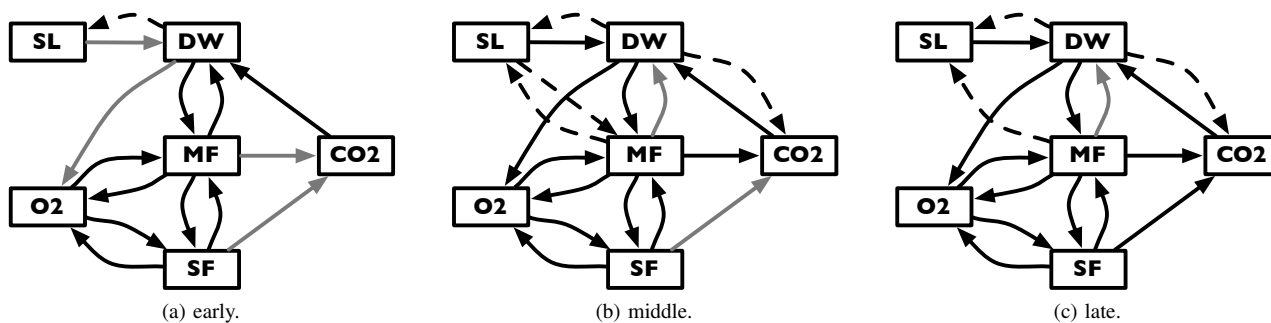 SL DW
MF CO2
O2
SF
(a) early.
SL DW
MF CO2
O2
SF
(b) middle.
SL DW
MF CO2
O2
SF
(c) late.